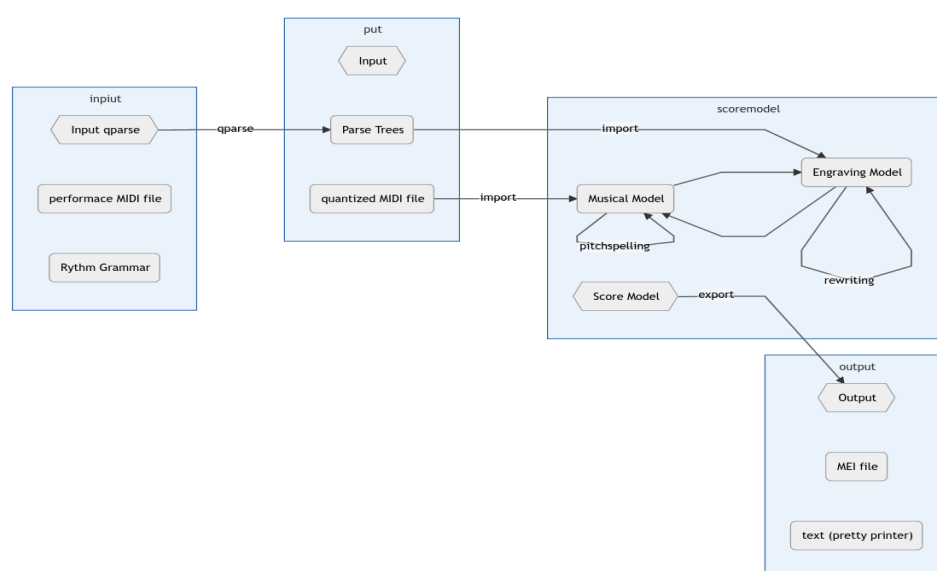 inpiut
Input qparse
performace MIDI file
Rythm Grammar
qparse
put
Input
Parse Trees
quantized MIDI file
import
import
scoremodel
Engraving Model
Musical Model
pitchspelling
rewriting
Score Model
export
output
Output
MEI file
text (pretty printer)